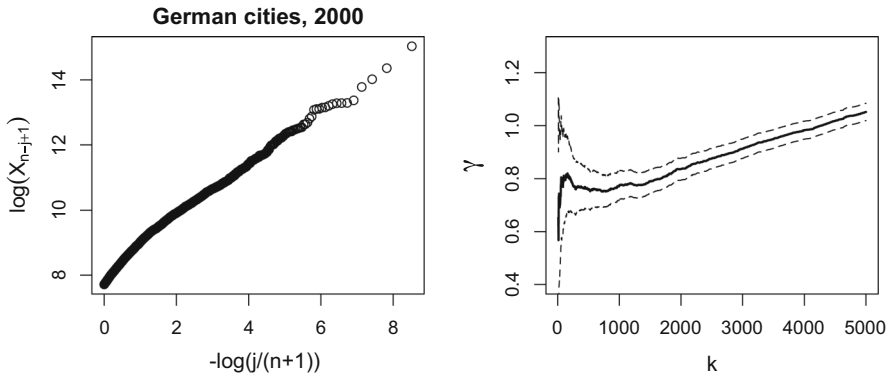 German cities, 2000
log(Xn−j+1)
14
12
10
8
0 2 4 6 8
-log(j/(n+1))
γ
1.2
1.0
0.8
0.6
0.4
0 1000 2000 3000 4000 5000
k